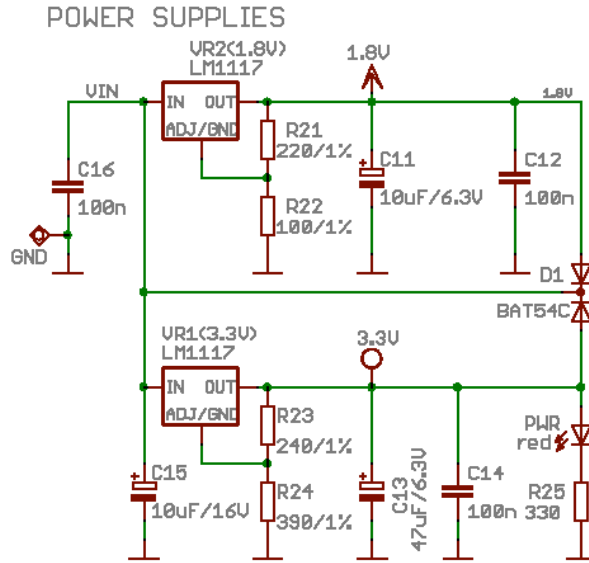 POWER SUPPLIES
VR2(1.8V)
LM1117
1.8V
VIN
IN OUT
ADJ/GND
1.8V
R21
220/1%
C16
100n
C11
10uF/6.3V
C12
100n
R22
100/1%
GND
D1
BAT54C
VR1(3.3V)
LM1117
3.3V
IN OUT
ADJ/GND
R23
240/1%
PWR
red
C15
10uF/16V
R24
390/1%
C13
47uF/6.3V
C14
100n
R25
330